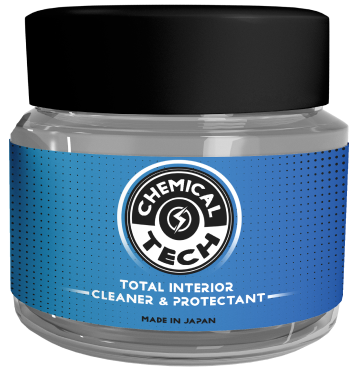 CHEMICAL
TECH
TOTAL INTERIOR
CLEANER & PROTECTANT
MADE IN JAPAN